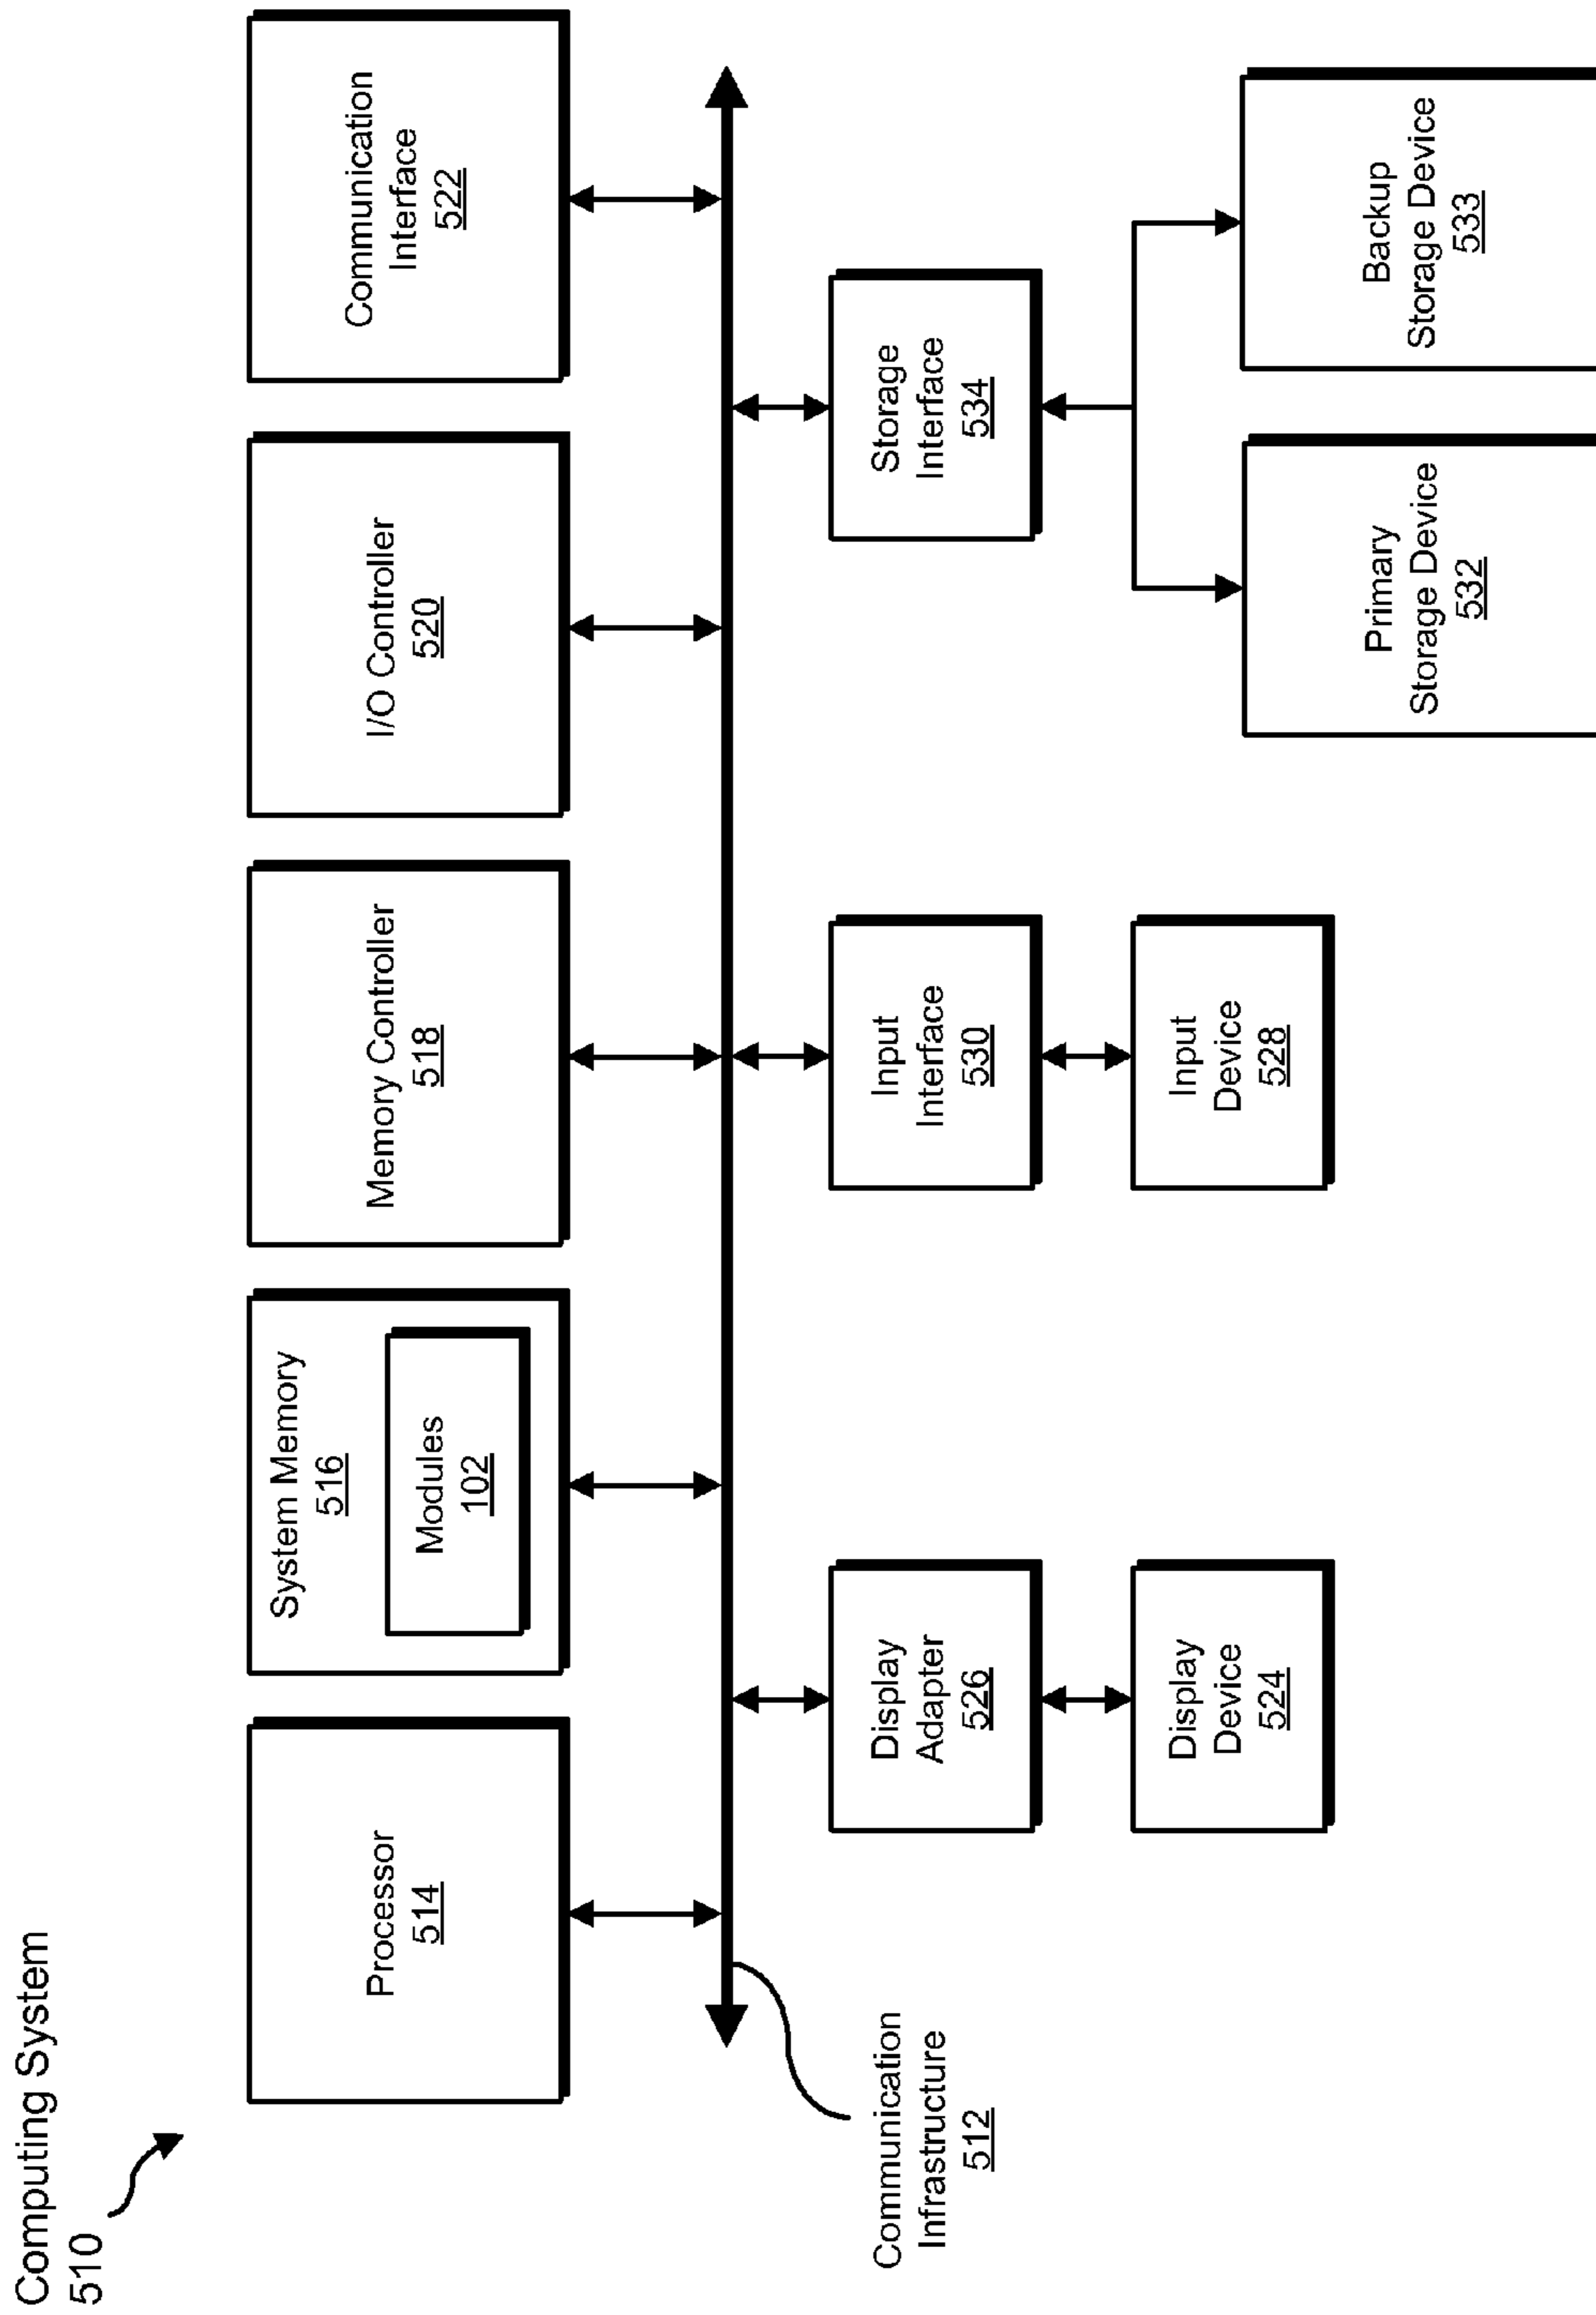 Computing System
510
Processor
514
System Memory
516
Modules
102
Memory Controller
518
I/O Controller
520
Communication
Interface
522
Communication
Infrastructure
512
Display
Adapter
526
Input
Interface
530
Storage
Interface
534
Display
Device
524
Input
Device
528
Primary
Storage Device
532
Backup
Storage Device
533